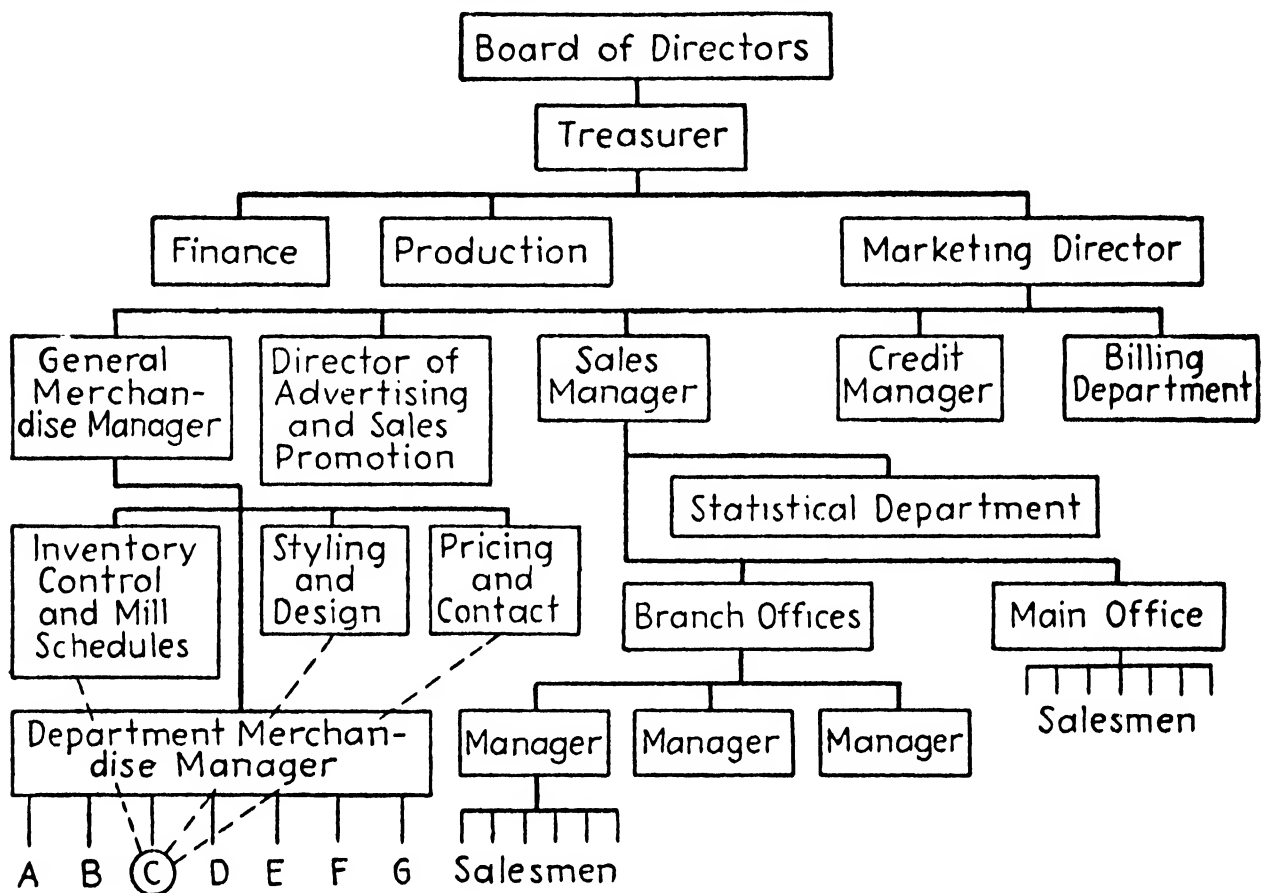 Board of Directors
Treasurer
Finance
Production
Marketing Director
General
Merchan-
dise Manager
Director of
Advertising
and Sales
Promotion
Sales
Manager
Credit
Manager
Billing
Department
Statistical Department
Inventory
Control
and Mill
Schedules
Styling
and
Design
Pricing
and
Contact
Branch Offices
Main Office
Salesmen
Department Merchan-
dise Manager
Manager
Manager
Manager
A B C D E F G
Salesmen